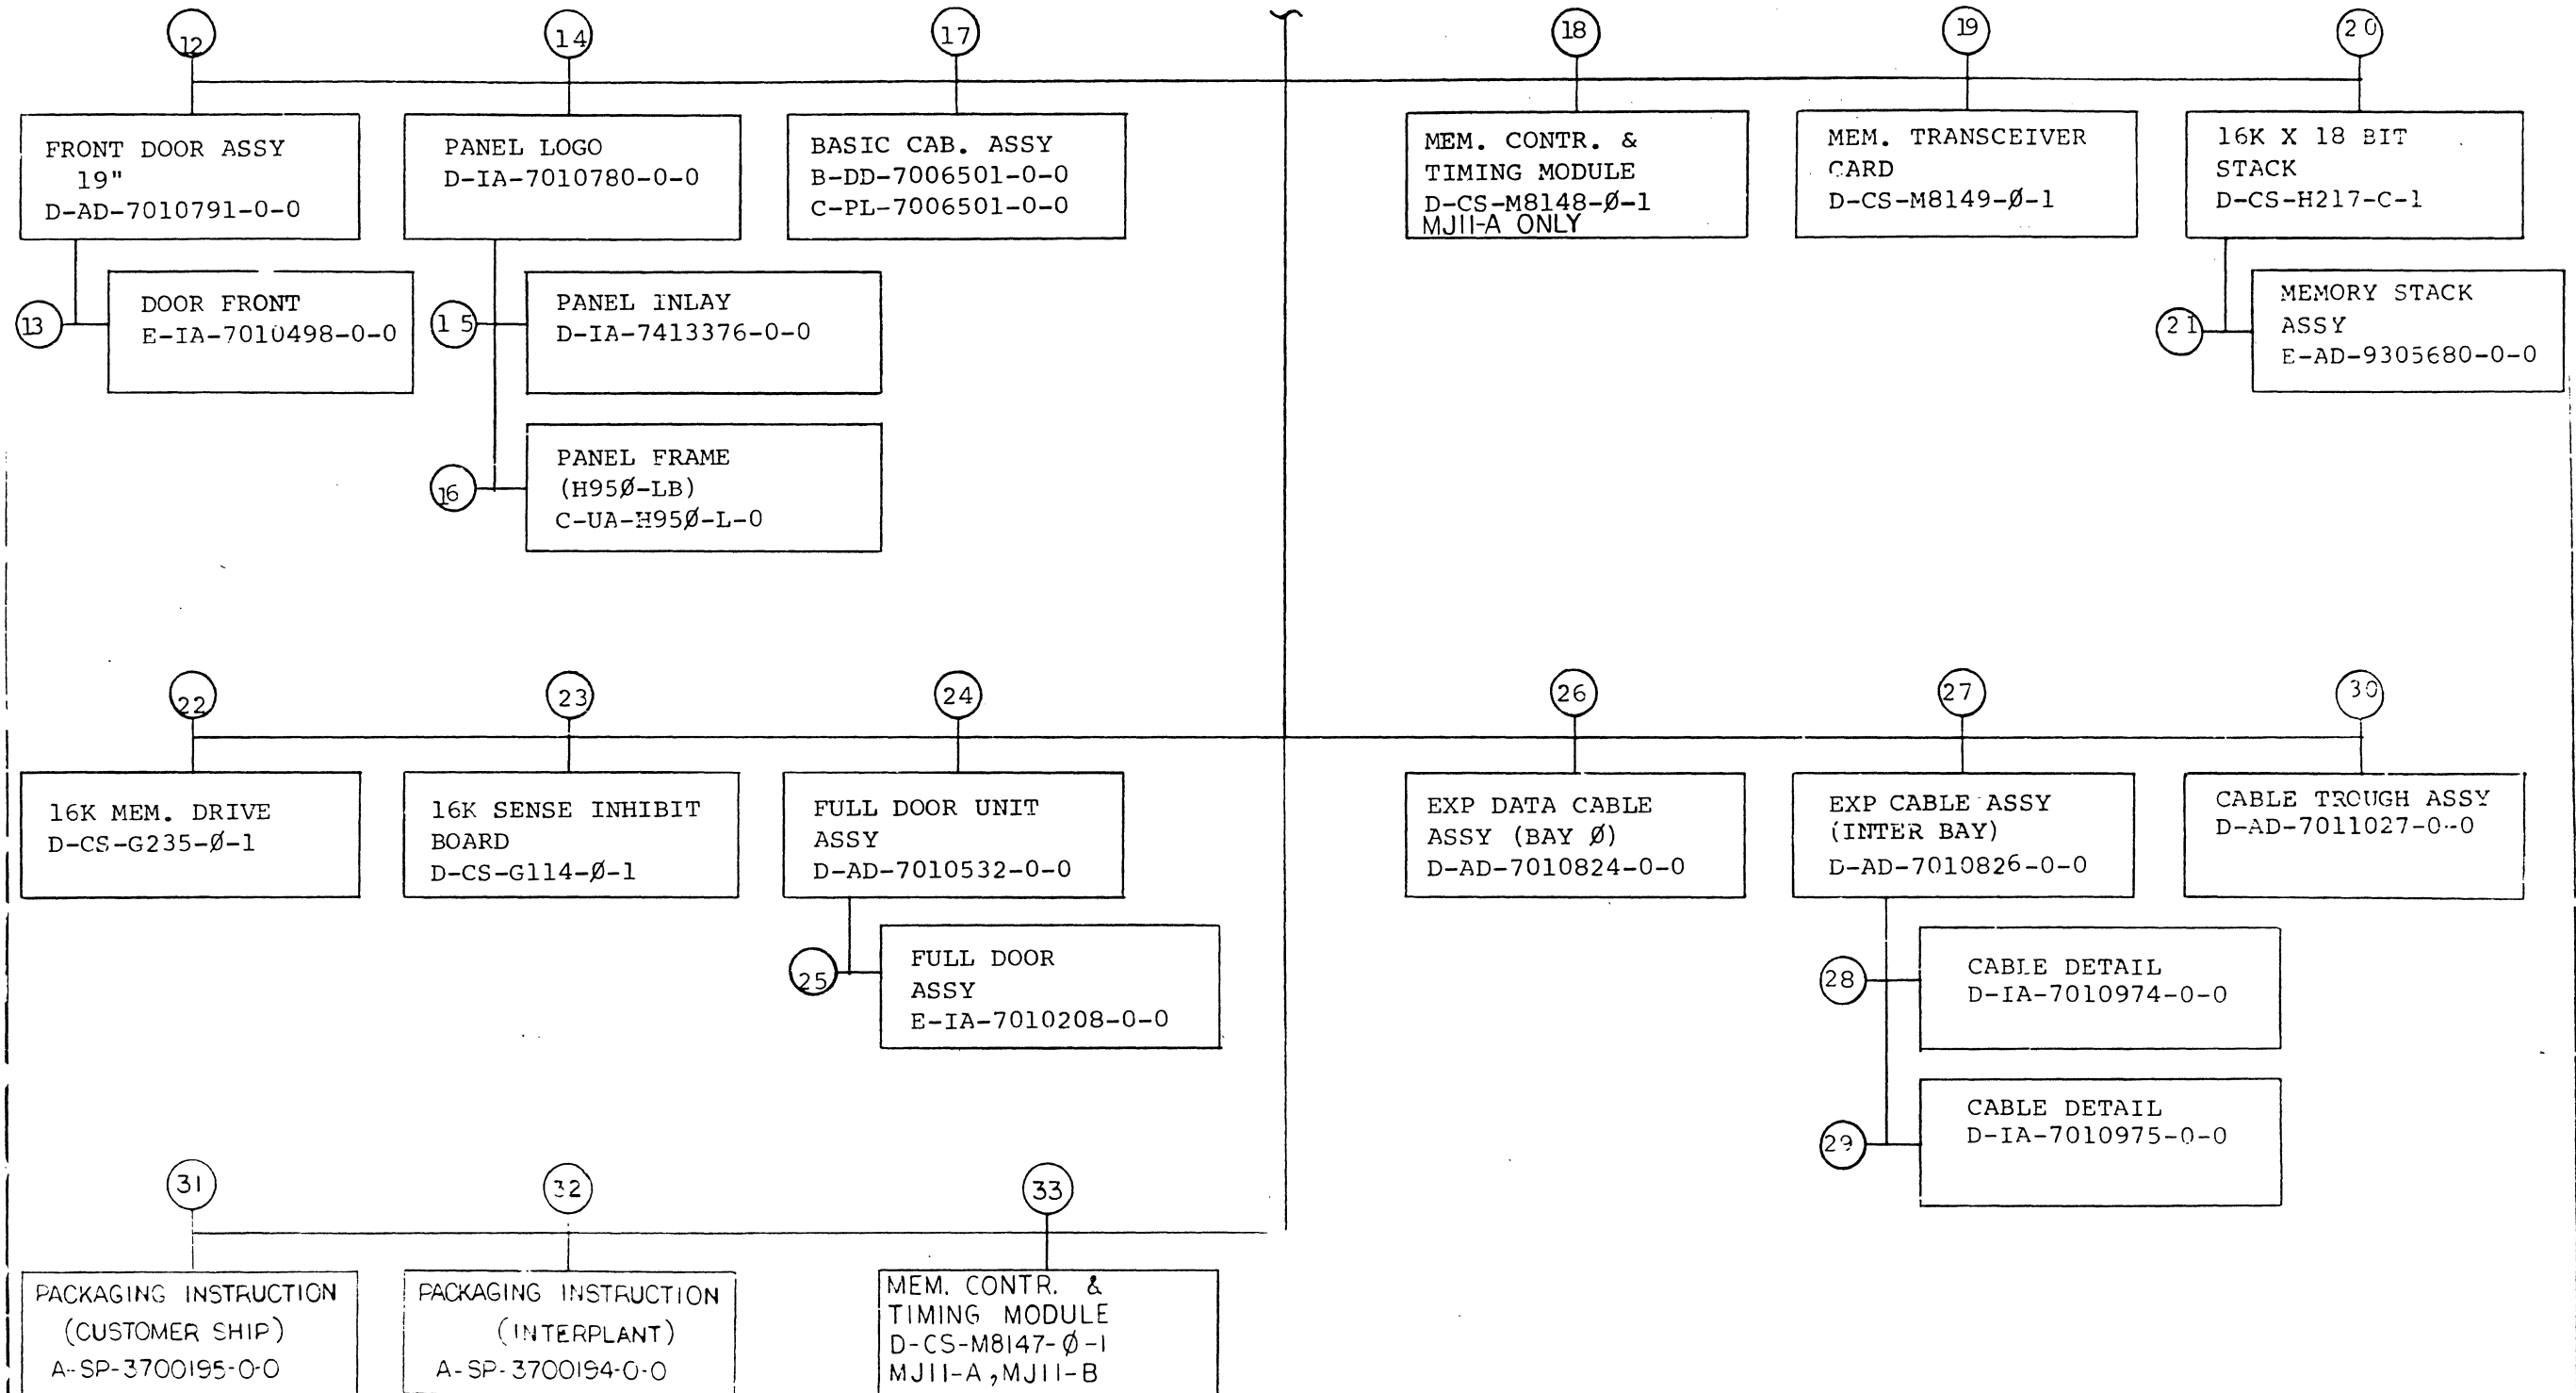 12
14
17
18
19
20
FRONT DOOR ASSY
19"
D-AD-7010791-0-0
PANEL LOGO
D-IA-7010780-0-0
BASIC CAB. ASSY
B-DD-7006501-0-0
C-PL-7006501-0-0
MEM. CONTR. &
TIMING MODULE
D-CS-M8148-Ø-1
MJ11-A ONLY
MEM. TRANSCEIVER
CARD
D-CS-M8149-Ø-1
16K X 18 BIT
STACK
D-CS-H217-C-1
13
DOOR FRONT
E-IA-7010498-0-0
15
PANEL INLAY
D-IA-7413376-0-0
16
PANEL FRAME
(H95Ø-LB)
C-UA-H95Ø-L-0
21
MEMORY STACK
ASSY
E-AD-9305680-0-0
22
23
24
26
27
30
16K MEM. DRIVE
D-CS-G235-Ø-1
16K SENSE INHIBIT
BOARD
D-CS-G114-Ø-1
FULL DOOR UNIT
ASSY
D-AD-7010532-0-0
EXP DATA CABLE
ASSY (BAY Ø)
D-AD-7010824-0-0
EXP CABLE ASSY
(INTER BAY)
D-AD-7010826-0-0
CABLE TROUGH ASSY
D-AD-7011027-0-0
25
FULL DOOR
ASSY
E-IA-7010208-0-0
28
CABLE DETAIL
D-IA-7010974-0-0
29
CABLE DETAIL
D-IA-7010975-0-0
31
32
33
PACKAGING INSTRUCTION
(CUSTOMER SHIP)
A-SP-3700195-0-0
PACKAGING INSTRUCTION
(INTERPLANT)
A-SP-3700194-0-0
MEM. CONTR. &
TIMING MODULE
D-CS-M8147-Ø-1
MJ11-A,MJ11-B